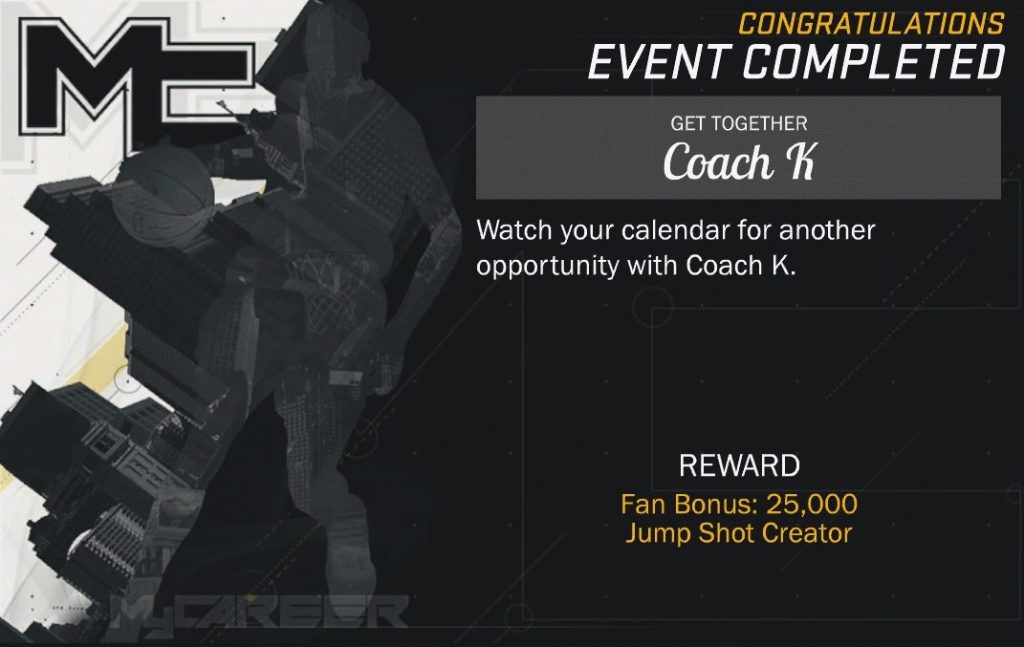 MC
CONGRATULATIONS
EVENT COMPLETED
GET TOGETHER
Coach K
Watch your calendar for another
opportunity with Coach K.
REWARD
Fan Bonus: 25,000
Jump Shot Creator
MyCAREER